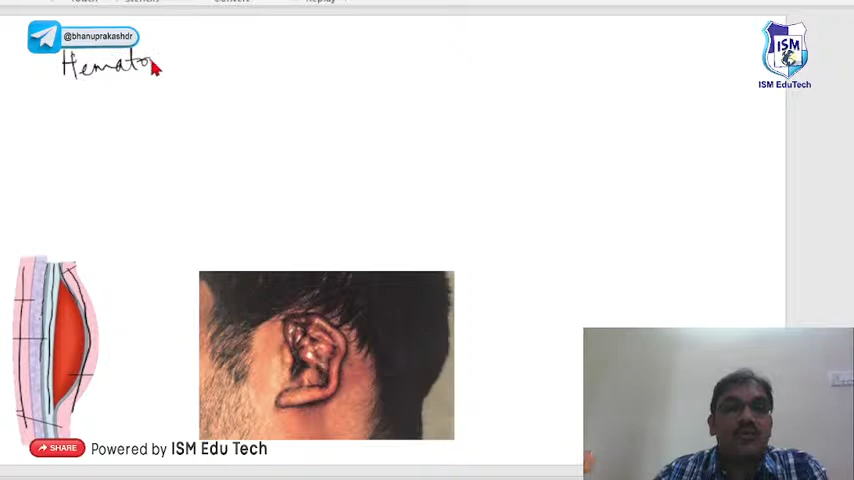 @bhanuprakashdr
Hemato
ISM
ISM EduTech
SHARE
Powered by ISM Edu Tech